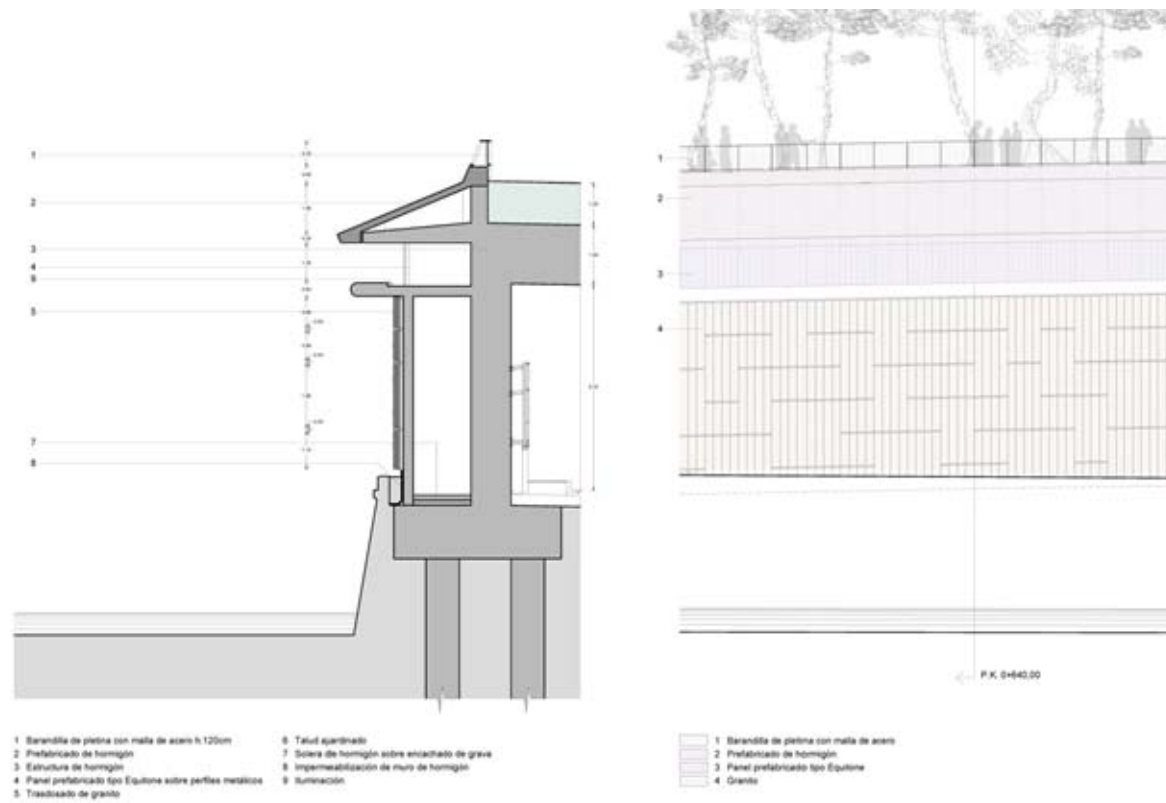 1
2
3
4
9
5
7
8
1
2
3
4
P.K. 0+640,00
1 Barandilla de pletina con malla de acero h.120cm
2 Prefabricado de hormigón
3 Estructura de hormigón
4 Panel prefabricado tipo Equitone sobre perfiles metálicos
5 Trasdosado de granito
6 Talud ajardinado
7 Solera de hormigón sobre encachado de grava
8 Impermeabilización de muro de hormigón
9 Iluminación
1 Barandilla de pletina con malla de acero
2 Prefabricado de hormigón
3 Panel prefabricado tipo Equitone
4 Granito